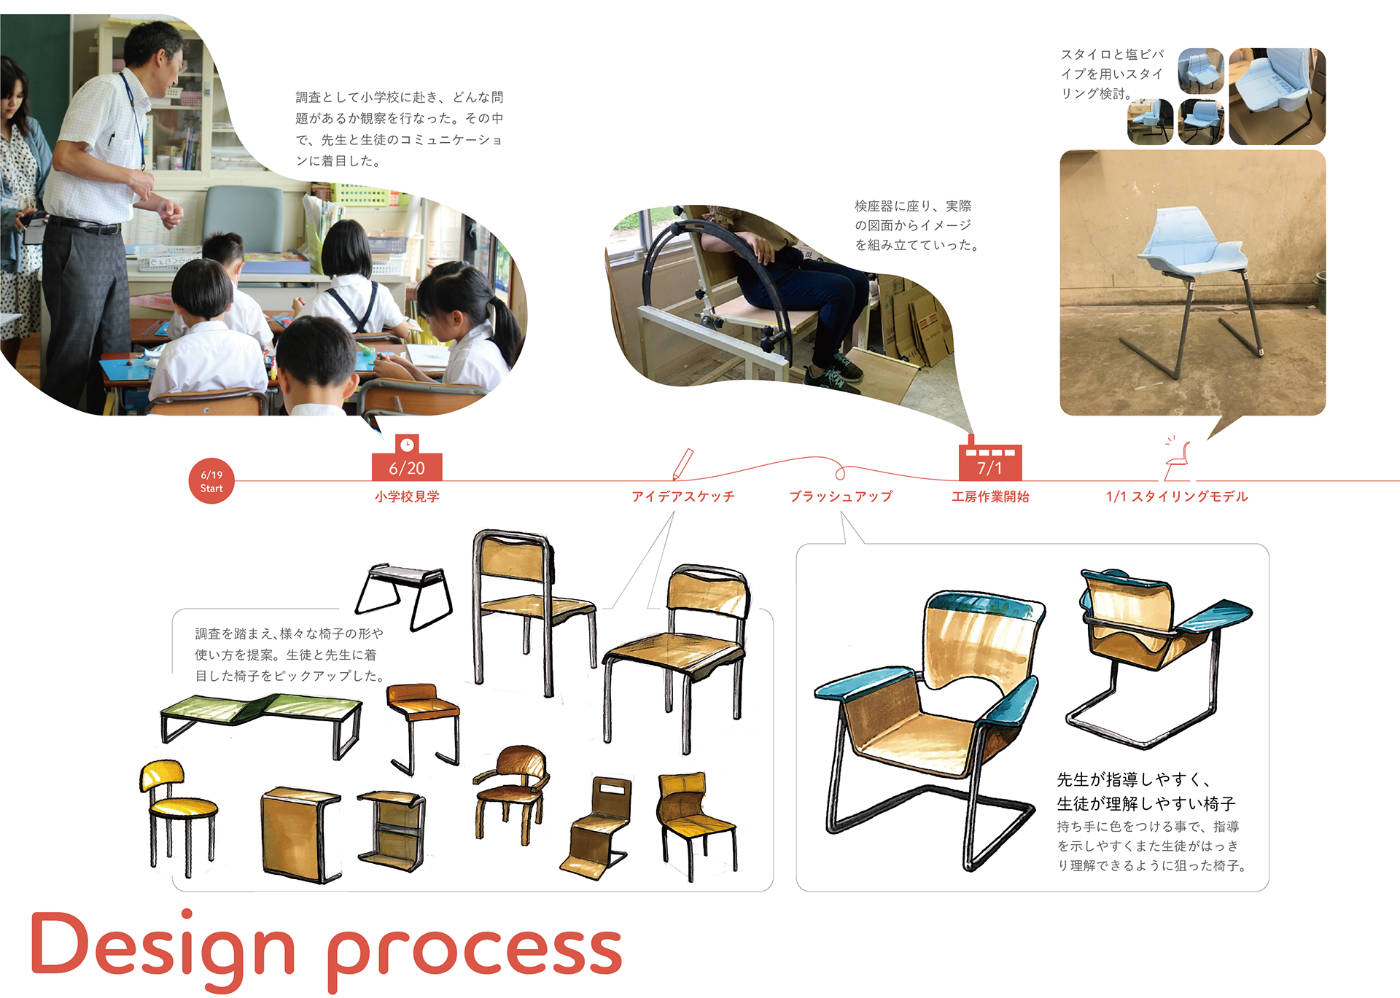 調査として小学校に赴き、どんな問
題があるか観察を行なった。その中
で、先生と生徒のコミュニケーショ
ンに着目した。
検座器に座り、実際
の図面からイメージ
を組み立てていった。
スタイロと塩ビパ
イプを用いスタイ
リング検討。
6/19
Start
6/20
小学校見学
アイデアスケッチ
ブラッシュアップ
7/1
工房作業開始
1/1 スタイリングモデル
調査を踏まえ、様々な椅子の形や
使い方を提案。生徒と先生に着
目した椅子をピックアップした。
先生が指導しやすく、
生徒が理解しやすい椅子
持ち手に色をつける事で、指導
を示しやすくまた生徒がはっき
り理解できるように狙った椅子。
Design process